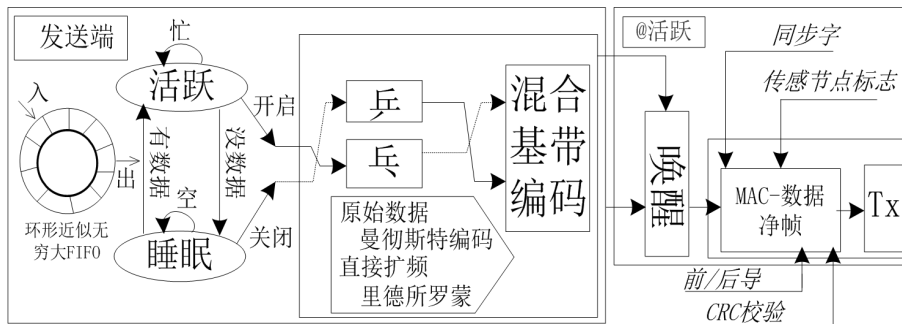 发送端
忙
活跃
入
开启
出
有数据
没数据
空
环形近似无
穷大FIFO
睡眠
关闭
乒
乓
混合
基带
编码
原始数据
曼彻斯特编码
直接扩频
里德所罗蒙
@活跃
同步字
传感节点标志
唤醒
MAC-数据
净帧
Tx
前/后导
CRC校验